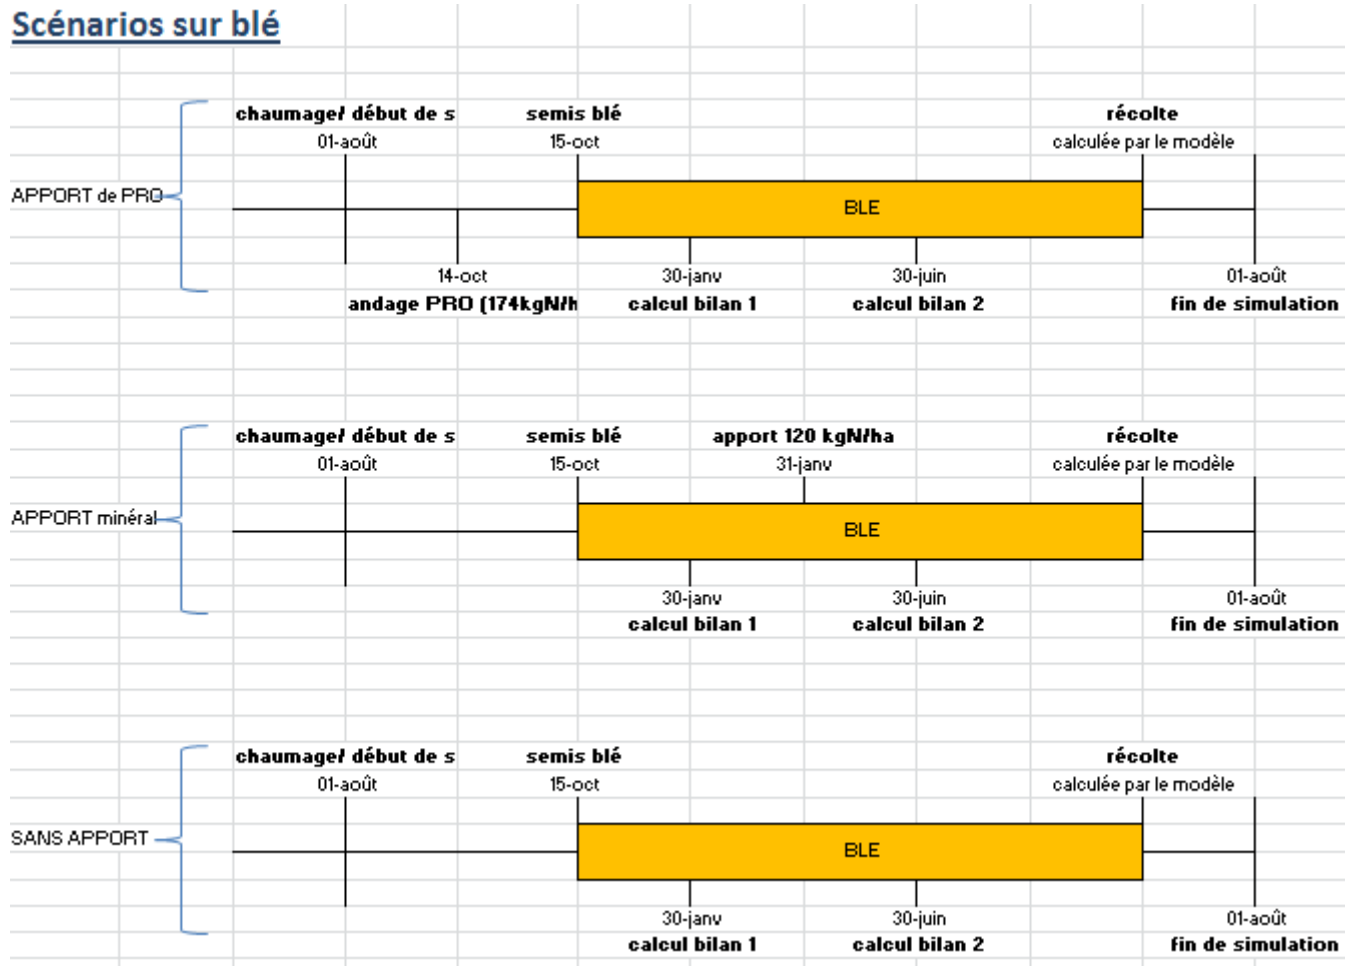 Scénarios sur blé
chaumage/ début de s semis blé récolte
01-août 15-oct calculée par le modèle
APPORT de PRO BLE
14-oct 30-janv 30-juin 01-août
andage PRO (174kgN/h calcul bilan 1 calcul bilan 2 fin de simulation
chaumage/ début de s semis blé apport 120 kgN/ha récolte
01-août 15-oct 31-janv calculée par le modèle
APPORT minéral BLE
30-janv 30-juin 01-août
calcul bilan 1 calcul bilan 2 fin de simulation
chaumage/ début de s semis blé récolte
01-août 15-oct calculée par le modèle
SANS APPORT BLE
30-janv 30-juin 01-août
calcul bilan 1 calcul bilan 2 fin de simulation